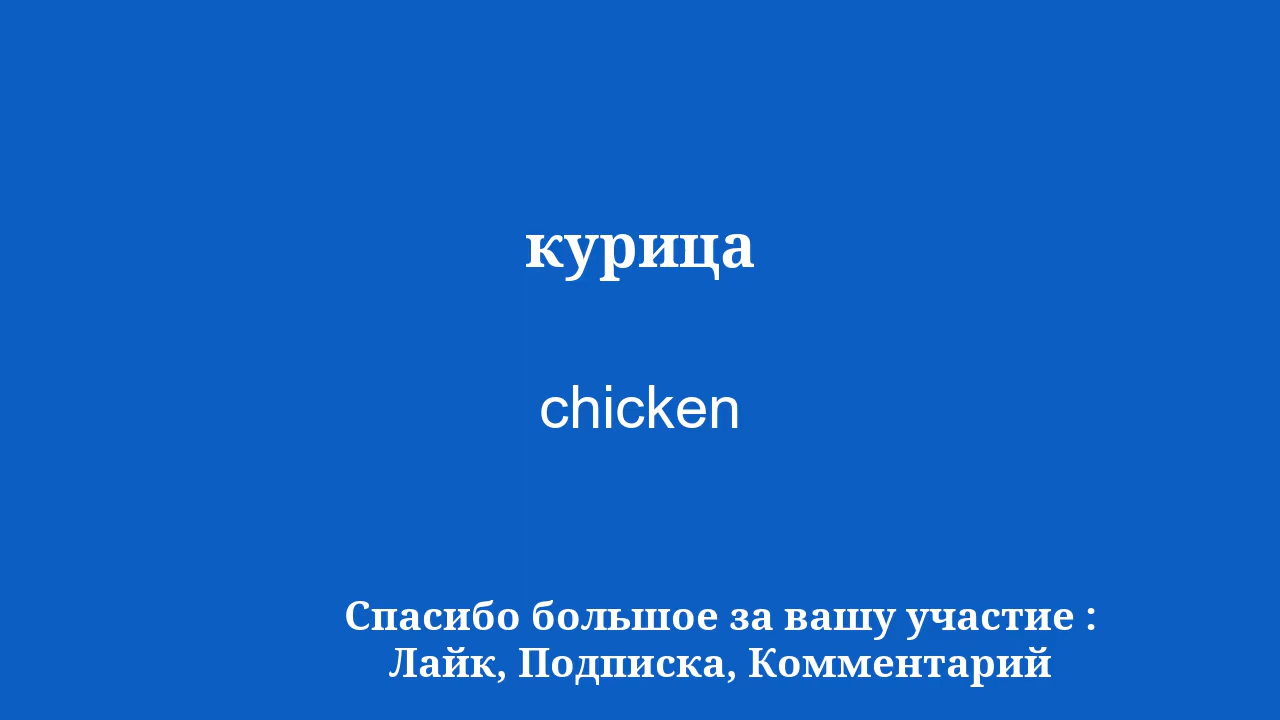 курица
chicken
Спасибо большое за вашу участие :
Лайк, Подписка, Комментарий